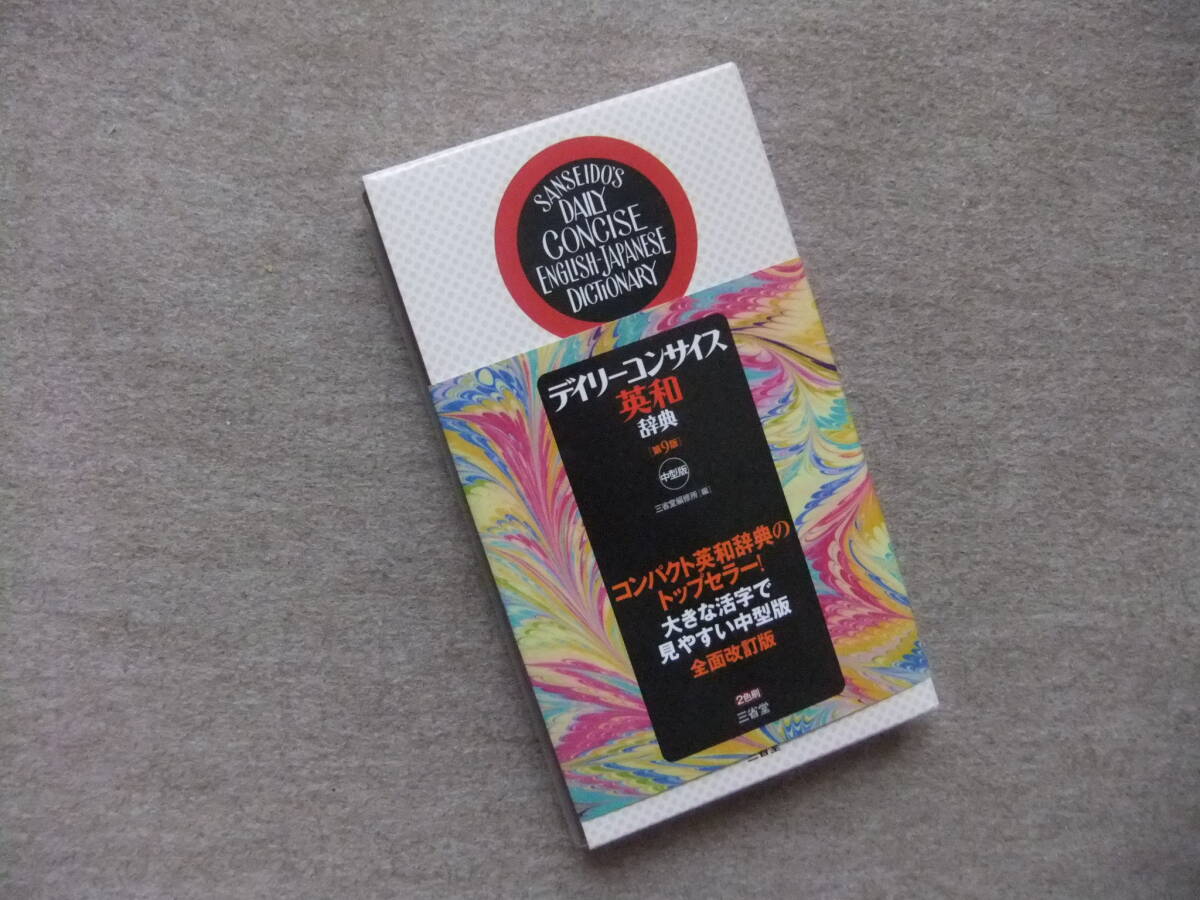 SANSEIDO'S
DAILY
CONCISE
ENGLISH-JAPANESE
DICTIONARY
デイリーコンサイス
英和
辞典
[第9版]
中型版
三省堂編修所[編]
コンパクト英和辞典の
トップセラー!
大きな活字で
見やすい中型版
全面改訂版
2色刷
三省堂